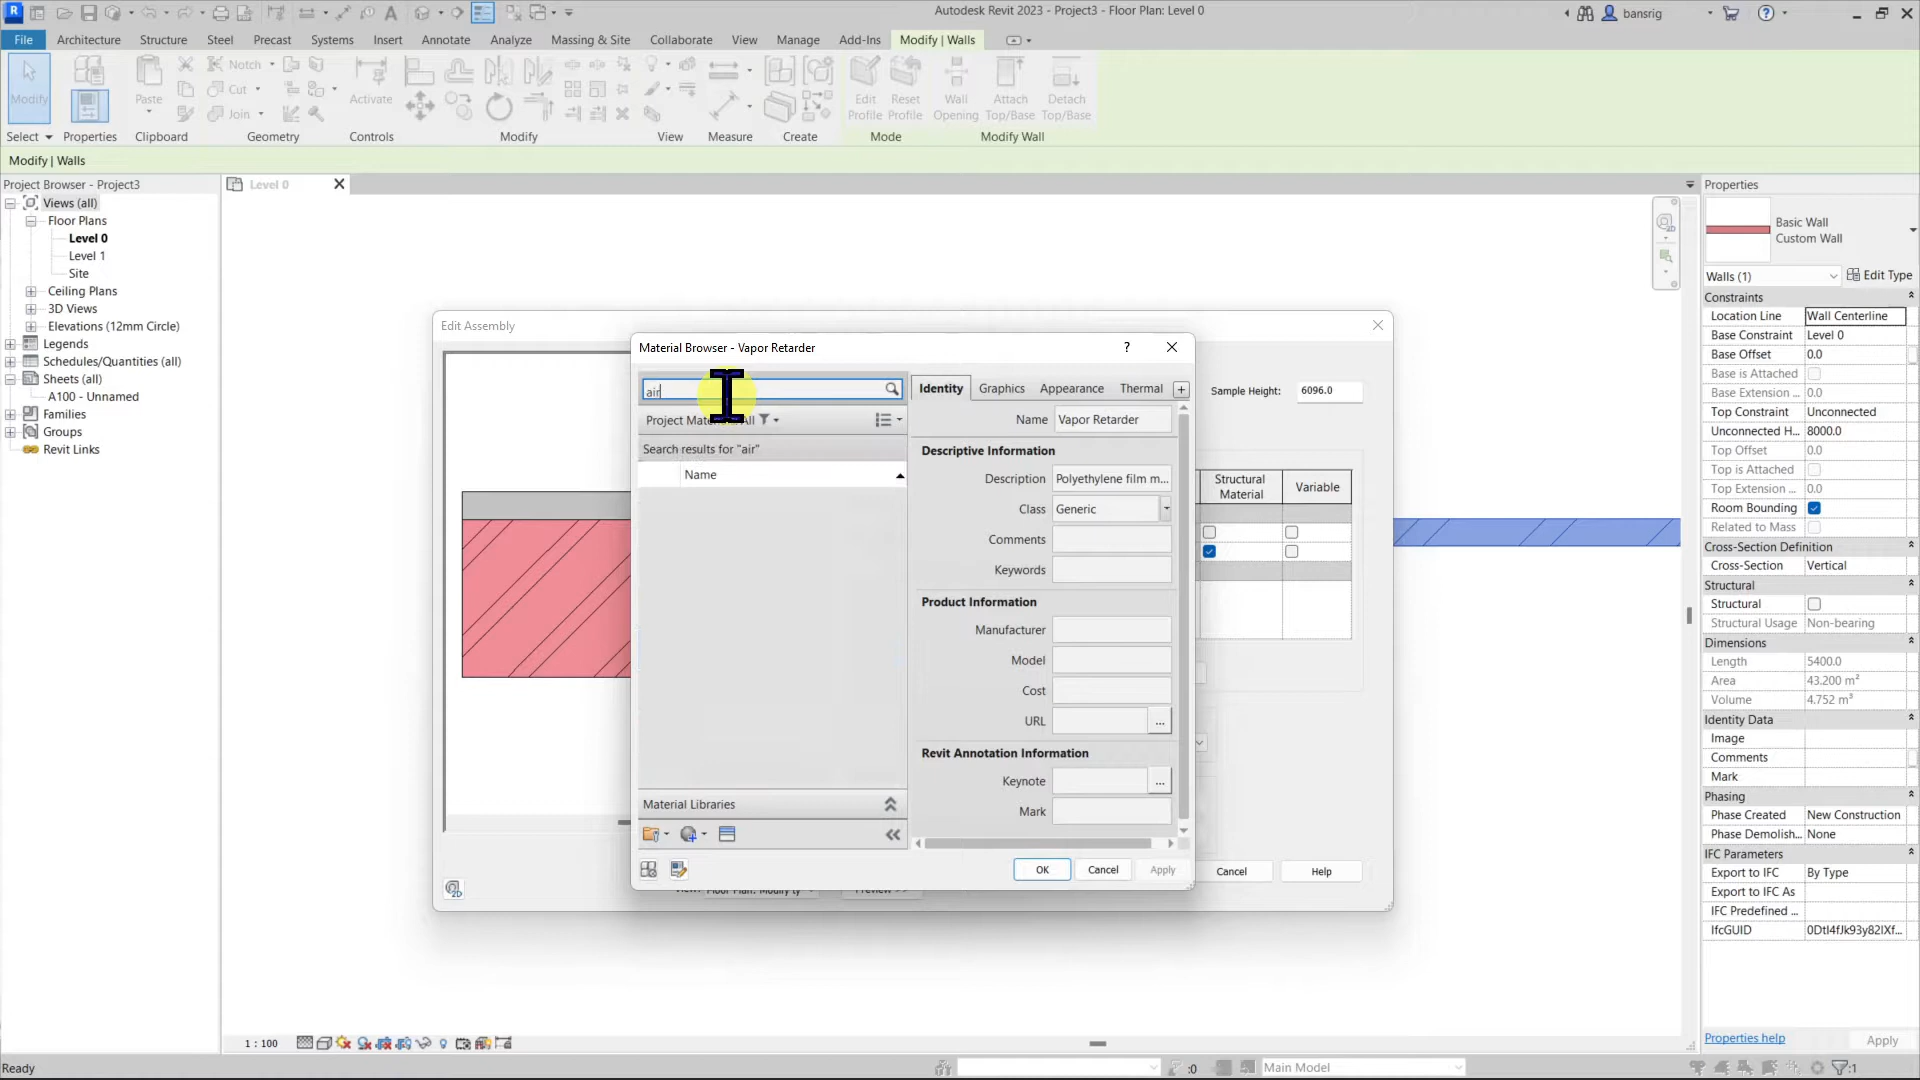 Autodesk Revit 2023 - Project3 - Floor Plan: Level 0
bansrig
File
Architecture
Structure
Steel
Precast
Systems
Insert
Annotate
Analyze
Massing & Site
Collaborate
View
Manage
Add-Ins
Modify | Walls
Modify
Paste
Notch
Cut
Join
Activate
Edit Profile
Reset Profile
Wall Opening
Attach Top/Base
Detach Top/Base
Select
Properties
Clipboard
Geometry
Controls
Modify
View
Measure
Create
Mode
Modify Wall
Modify | Walls
Project Browser - Project3
Views (all)
Floor Plans
Level 0
Level 1
Site
Ceiling Plans
3D Views
Elevations (12mm Circle)
Legends
Schedules/Quantities (all)
Sheets (all)
A100 - Unnamed
Families
Groups
Revit Links
Level 0
Edit Assembly
Sample Height: 6096.0
Structural Material
Variable
Cancel
Help
Material Browser - Vapor Retarder
air
Search results for "air"
Name
Material Libraries
Identity
Graphics
Appearance
Thermal
Name Vapor Retarder
Descriptive Information
Description Polyethylene film m...
Class Generic
Comments
Keywords
Product Information
Manufacturer
Model
Cost
URL ...
Revit Annotation Information
Keynote ...
Mark
OK
Cancel
Apply
Properties
Basic Wall
Custom Wall
Walls (1)
Edit Type
Constraints
Location Line Wall Centerline
Base Constraint Level 0
Base Offset 0.0
Base is Attached
Base Extension ... 0.0
Top Constraint Unconnected
Unconnected H... 8000.0
Top Offset 0.0
Top is Attached
Top Extension ... 0.0
Room Bounding
Related to Mass
Cross-Section Definition
Cross-Section Vertical
Structural
Structural
Structural Usage Non-bearing
Dimensions
Length 5400.0
Area 43.200 m²
Volume 4.752 m³
Identity Data
Image
Comments
Mark
Phasing
Phase Created New Construction
Phase Demolish... None
IFC Parameters
Export to IFC By Type
Export to IFC As
IFC Predefined ...
IfcGUID 0DtI4fJk93y82lXf...
Properties help
Apply
1 : 100
Ready
:0
Main Model
:1